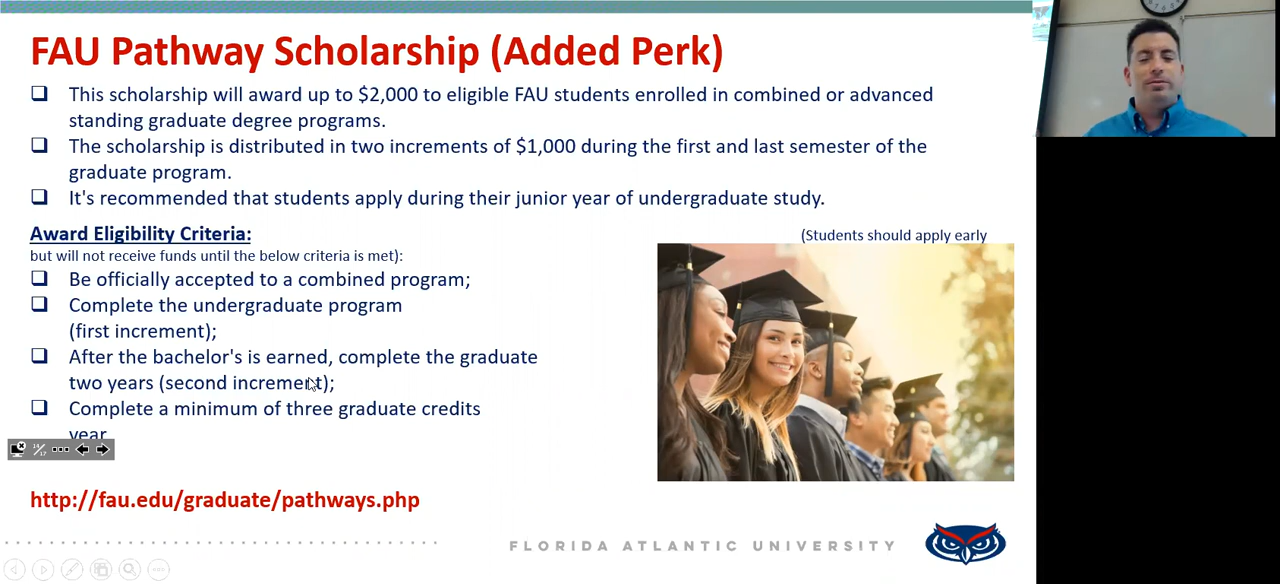 FAU Pathway Scholarship (Added Perk)
This scholarship will award up to $2,000 to eligible FAU students enrolled in combined or advanced
standing graduate degree programs.
The scholarship is distributed in two increments of $1,000 during the first and last semester of the
graduate program.
It's recommended that students apply during their junior year of undergraduate study.
Award Eligibility Criteria:
(Students should apply early
but will not receive funds until the below criteria is met):
Be officially accepted to a combined program;
Complete the undergraduate program
(first increment);
After the bachelor's is earned, complete the graduate
two years (second increment);
Complete a minimum of three graduate credits
year
http://fau.edu/graduate/pathways.php
FLORIDA ATLANTIC UNIVERSITY